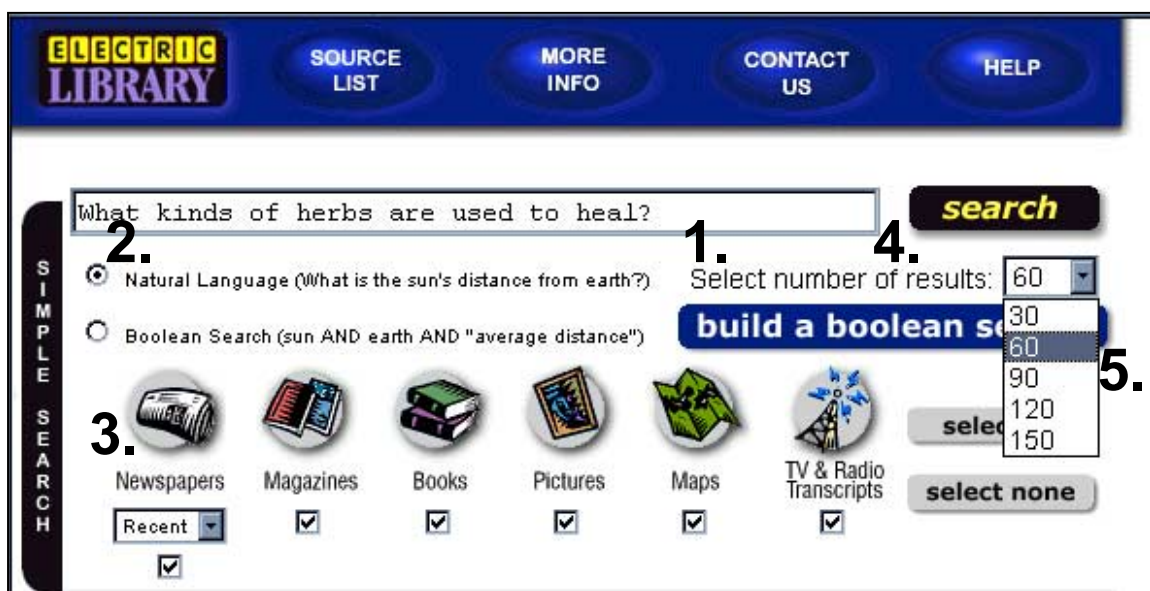 ELECTRIC
LIBRARY
SOURCE
LIST
MORE
INFO
CONTACT
US
HELP
What kinds of herbs are used to heal?
search
2.
1.
4.
SIMPLE SEARCH
Natural Language (What is the sun's distance from earth?)
Select number of results: 60
Boolean Search (sun AND earth AND "average distance")
build a boolean
30
60
90
120
150
5.
3.
Newspapers
Magazines
Books
Pictures
Maps
TV & Radio
Transcripts
select none
Recent